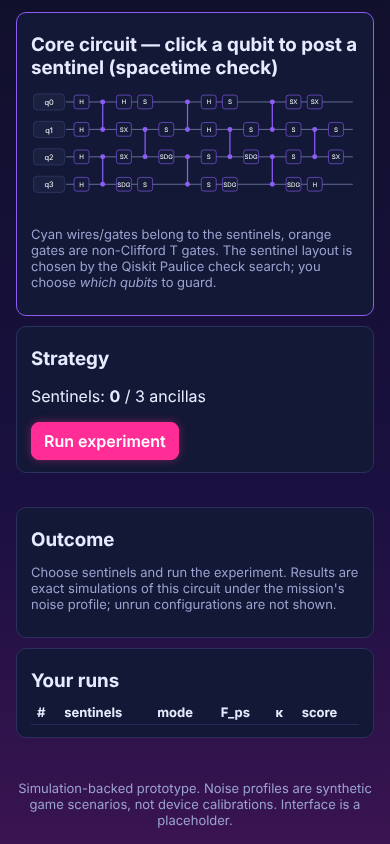 Core circuit — click a qubit to post a
sentinel (spacetime check)
q0 H H S H S SX SX
q1 H SX S H S S S
q2 H SX SDG S SDG S SX
q3 H SDG S S SDG SDG H
Cyan wires/gates belong to the sentinels, orange
gates are non-Clifford T gates. The sentinel layout is
chosen by the Qiskit Paulice check search; you
choose which qubits to guard.
Strategy
Sentinels: 0 / 3 ancillas
Run experiment
Outcome
Choose sentinels and run the experiment. Results are
exact simulations of this circuit under the mission's
noise profile; unrun configurations are not shown.
Your runs
# sentinels mode F_ps κ score
Simulation-backed prototype. Noise profiles are synthetic
game scenarios, not device calibrations. Interface is a
placeholder.